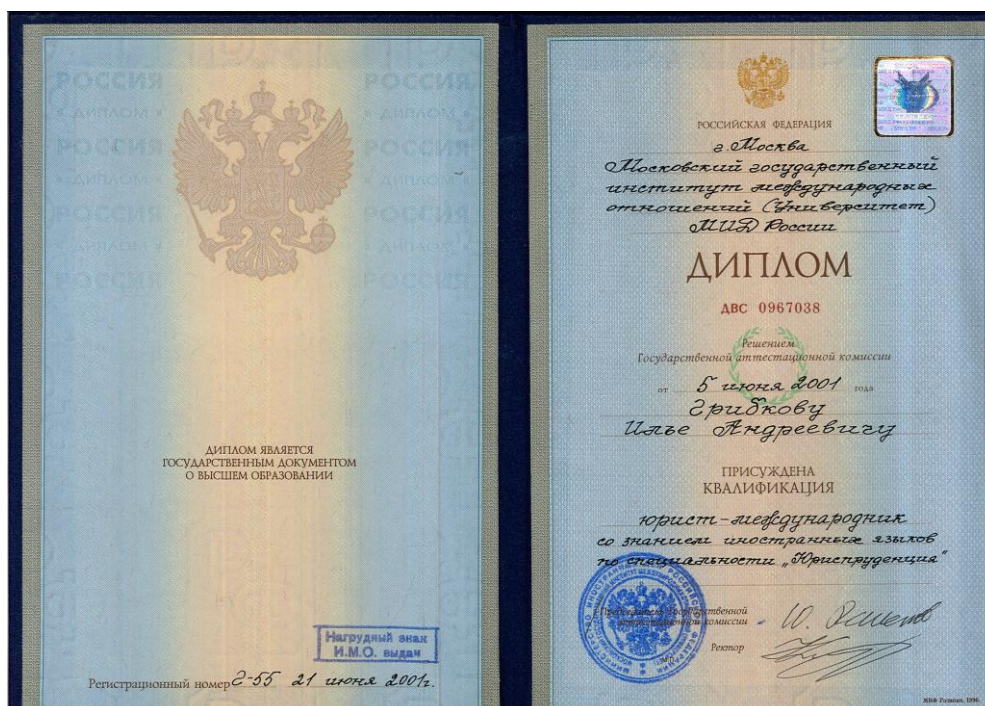 РОССИЯ РОССИЯ
• ДИПЛОМ • • ДИПЛОМ •
РОССИЯ РОССИЯ
• ДИПЛОМ • • ДИПЛОМ •
РОССИЯ РОССИЯ
• ДИПЛОМ • • ДИПЛОМ •
РОССИЯ РОССИЯ
ДИПЛОМ ЯВЛЯЕТСЯ
ГОСУДАРСТВЕННЫМ ДОКУМЕНТОМ
О ВЫСШЕМ ОБРАЗОВАНИИ
Нагрудный знак
И.М.О. выдан
Регистрационный номер Г-55 21 июня 2001г.
РОССИЙСКАЯ ФЕДЕРАЦИЯ
г. Москва
Московский государственный
институт международных
отношений (Университет)
МИД России
ДИПЛОМ
АВС 0967038
Решением
Государственной аттестационной комиссии
от 5 июня 2001 года
Грибкову
Илье Андреевичу
ПРИСУЖДЕНА
КВАЛИФИКАЦИЯ
юрист-международник
со знанием иностранных языков
по специальности „Юриспруденция"
Председатель Государственной
аттестационной комиссии
Ректор
М.П.